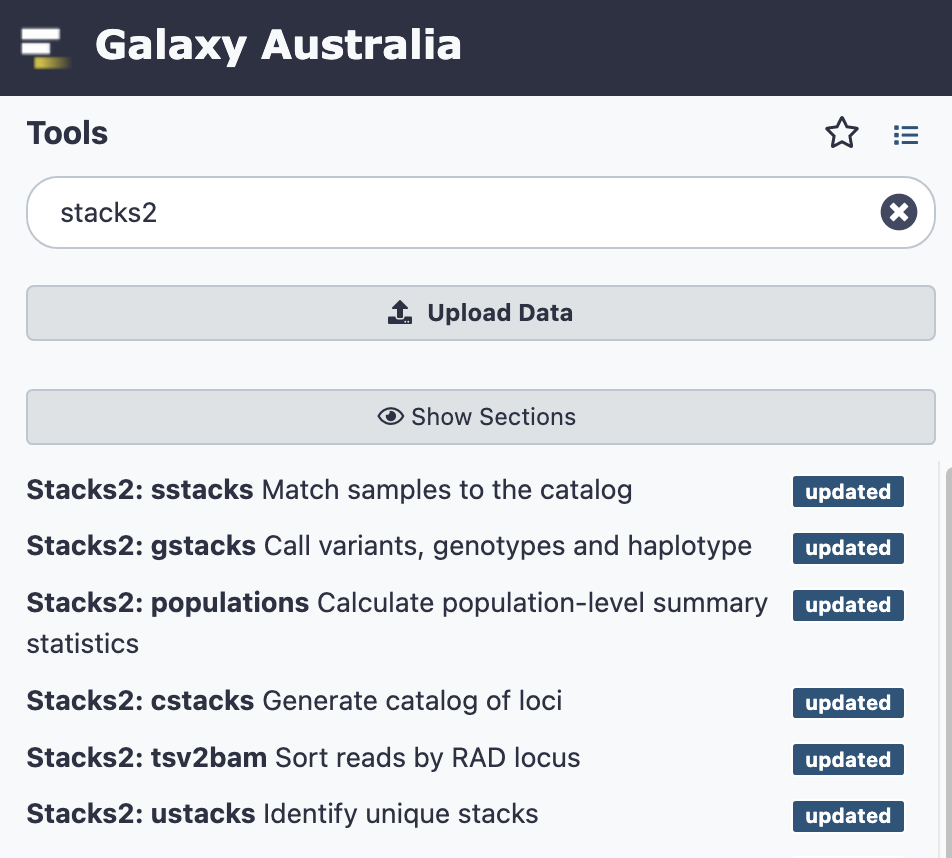 Galaxy Australia
Tools
stacks2
Upload Data
Show Sections
Stacks2: sstacks Match samples to the catalog updated
Stacks2: gstacks Call variants, genotypes and haplotype updated
Stacks2: populations Calculate population-level summary updated
statistics
Stacks2: cstacks Generate catalog of loci updated
Stacks2: tsv2bam Sort reads by RAD locus updated
Stacks2: ustacks Identify unique stacks updated